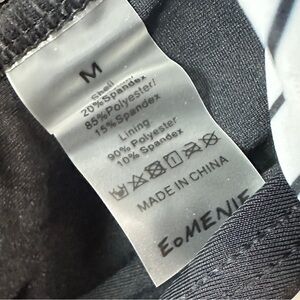 M
Shell
20% Spandex
85% Polyester/
15% Spandex
Lining
90% Polyester
10% Spandex
MADE IN CHINA
EOMENIE